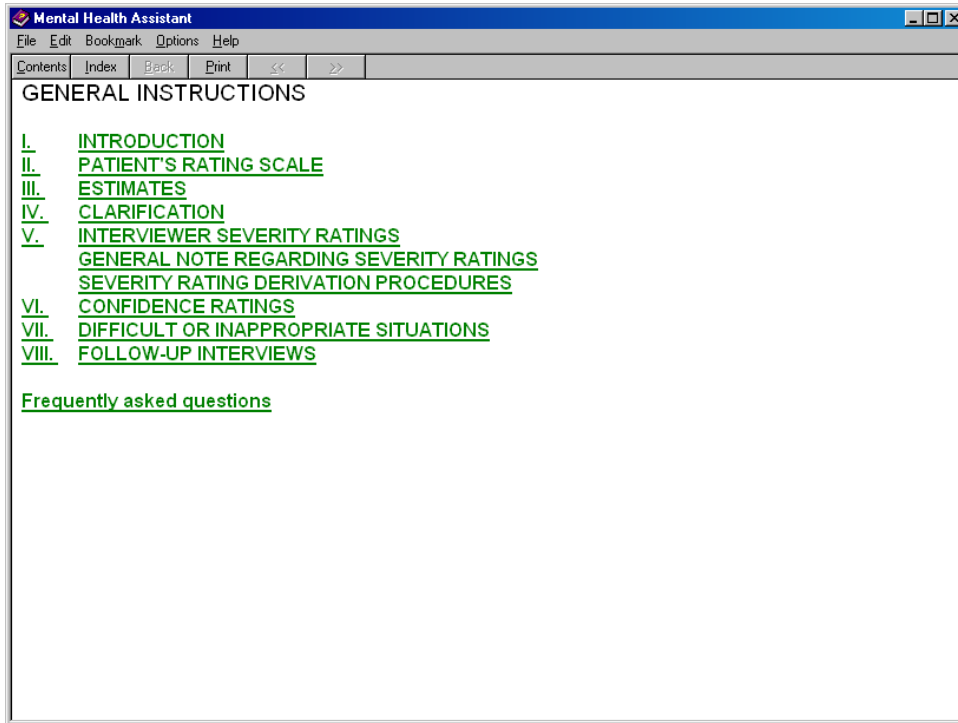 Mental Health Assistant
File Edit Bookmark Options Help
Contents Index Back Print << >>
GENERAL INSTRUCTIONS
I. INTRODUCTION
II. PATIENT'S RATING SCALE
III. ESTIMATES
IV. CLARIFICATION
V. INTERVIEWER SEVERITY RATINGS
GENERAL NOTE REGARDING SEVERITY RATINGS
SEVERITY RATING DERIVATION PROCEDURES
VI. CONFIDENCE RATINGS
VII. DIFFICULT OR INAPPROPRIATE SITUATIONS
VIII. FOLLOW-UP INTERVIEWS
Frequently asked questions